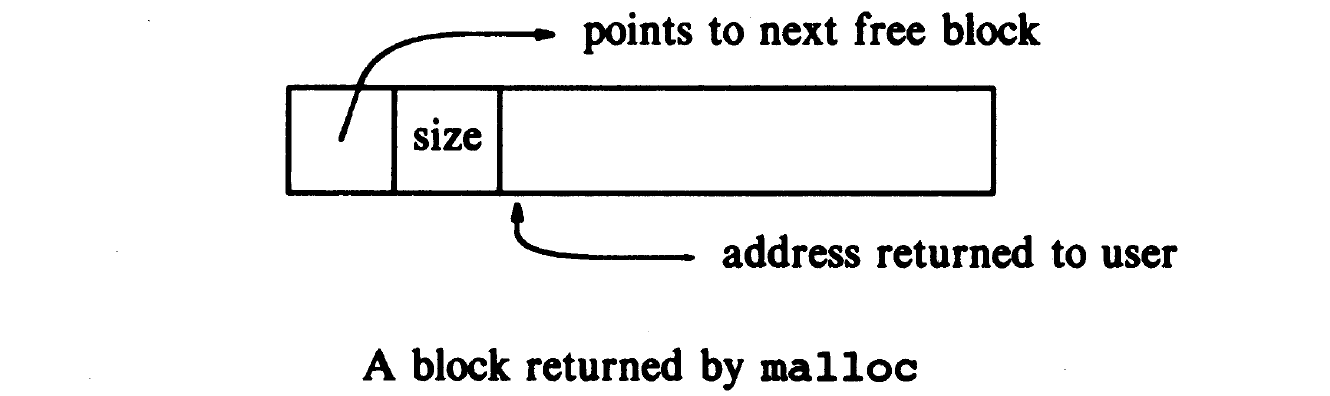 points to next free block
size
address returned to user
A block returned by malloc